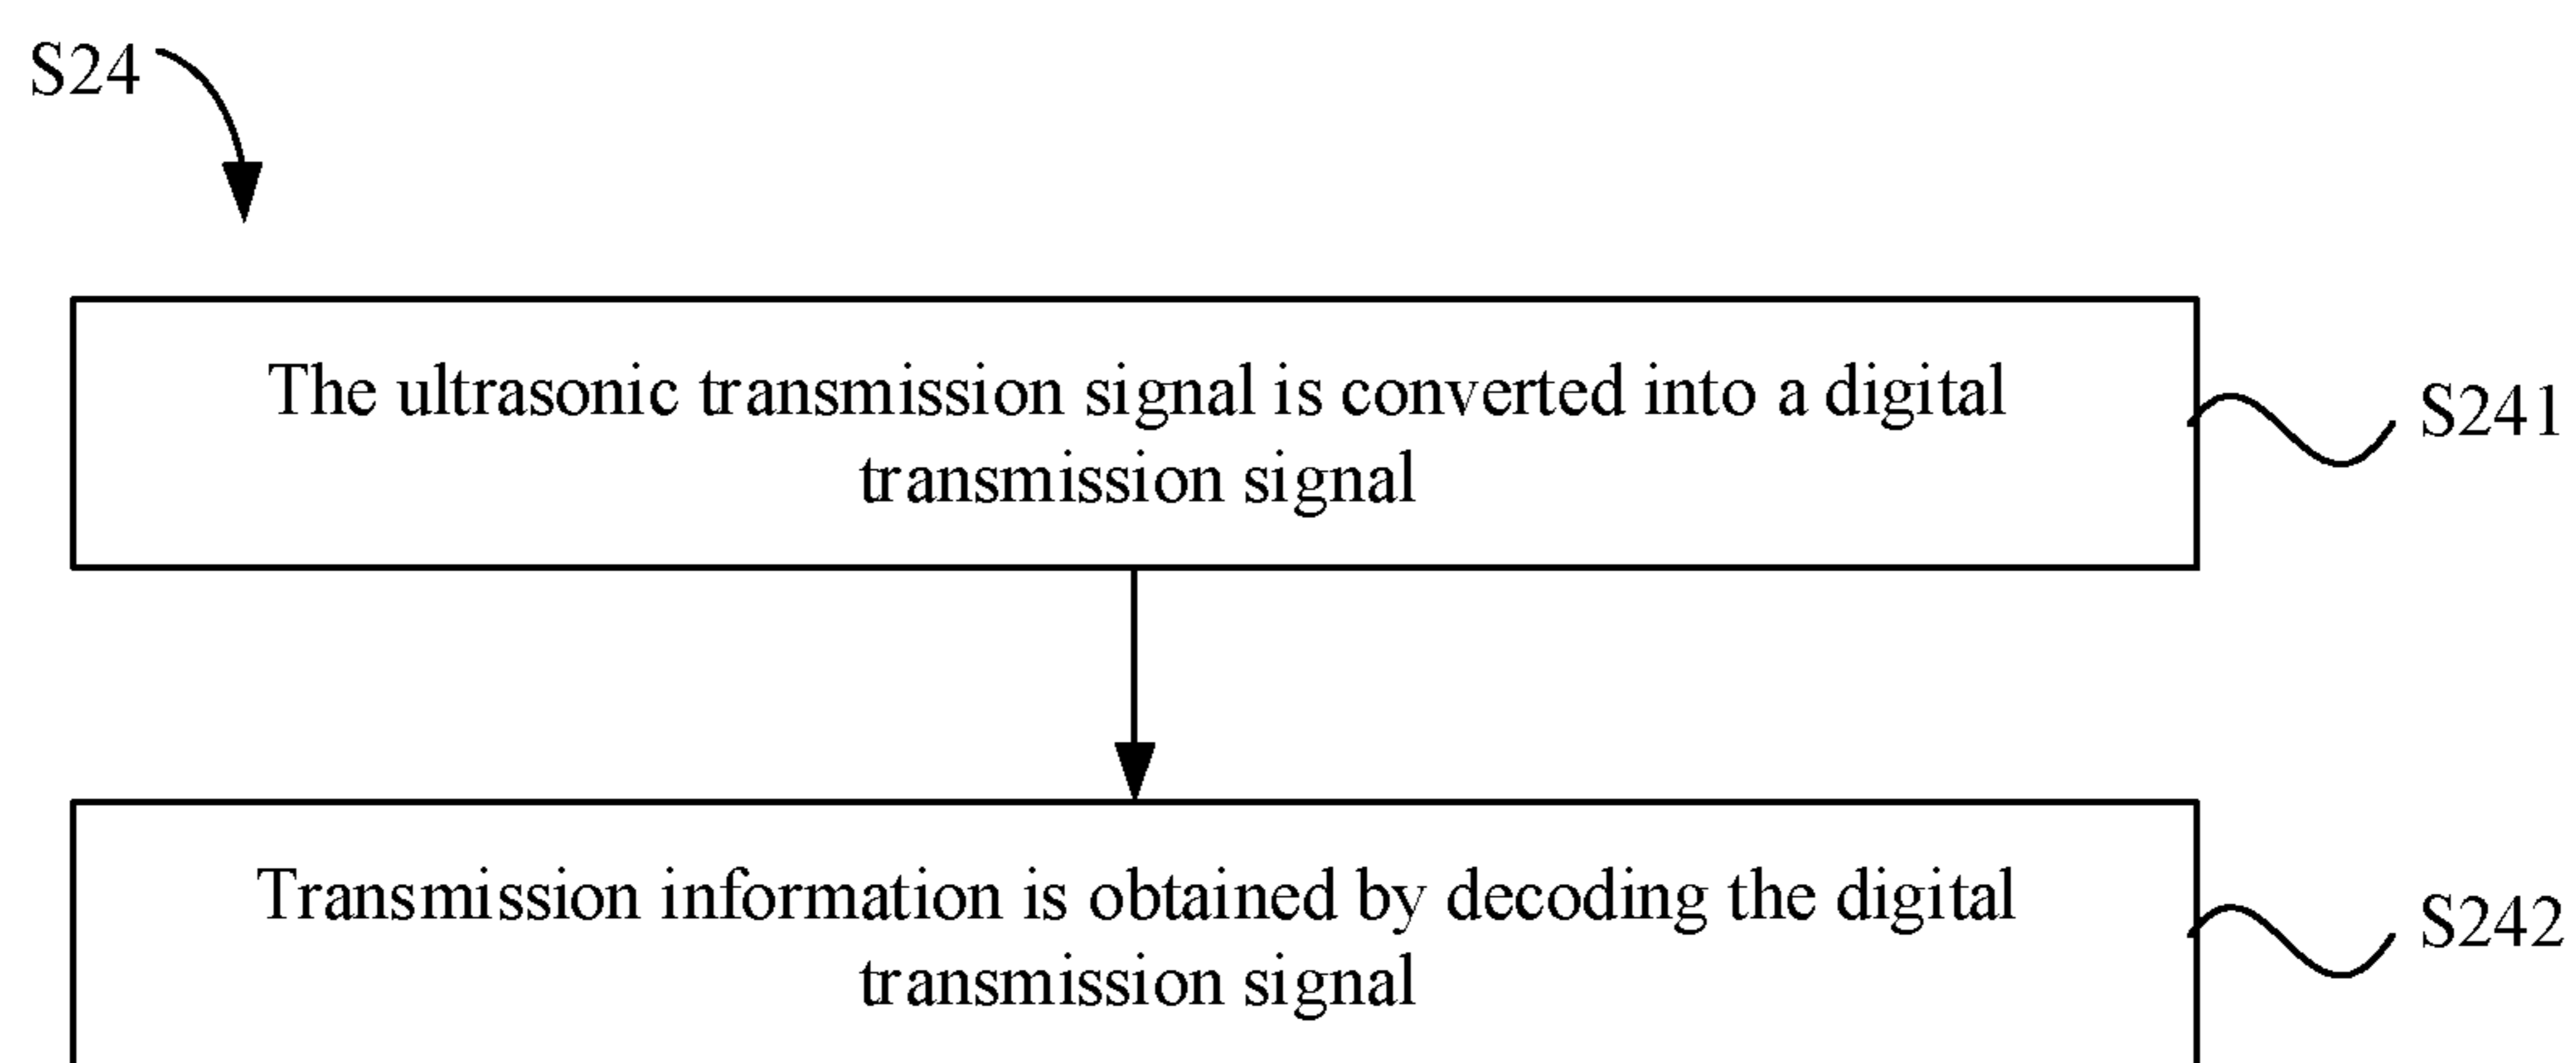 S24
The ultrasonic transmission signal is converted into a digital
transmission signal
S241
Transmission information is obtained by decoding the digital
transmission signal
S242